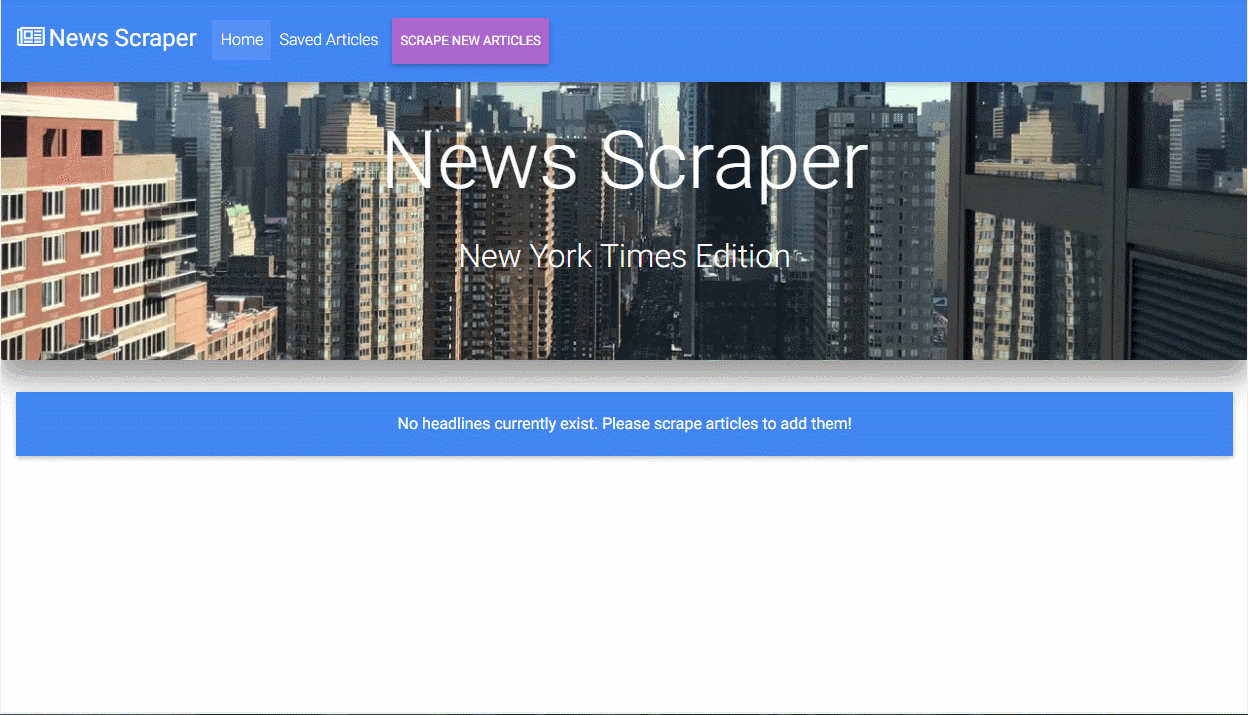 News Scraper
Home
Saved Articles
SCRAPE NEW ARTICLES
News Scraper
New York Times Edition
No headlines currently exist. Please scrape articles to add them!